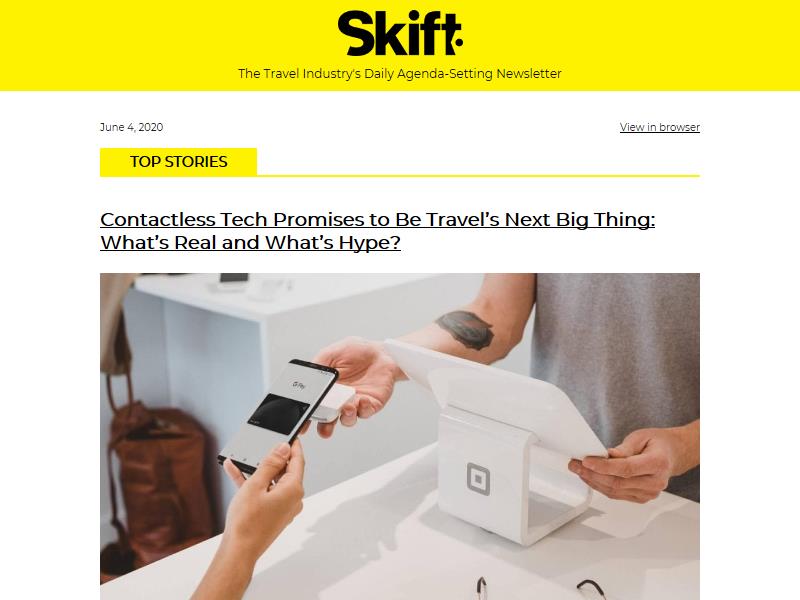 Skift
The Travel Industry's Daily Agenda-Setting Newsletter
June 4, 2020
View in browser
TOP STORIES
Contactless Tech Promises to Be Travel's Next Big Thing:
What's Real and What's Hype?
G Pay